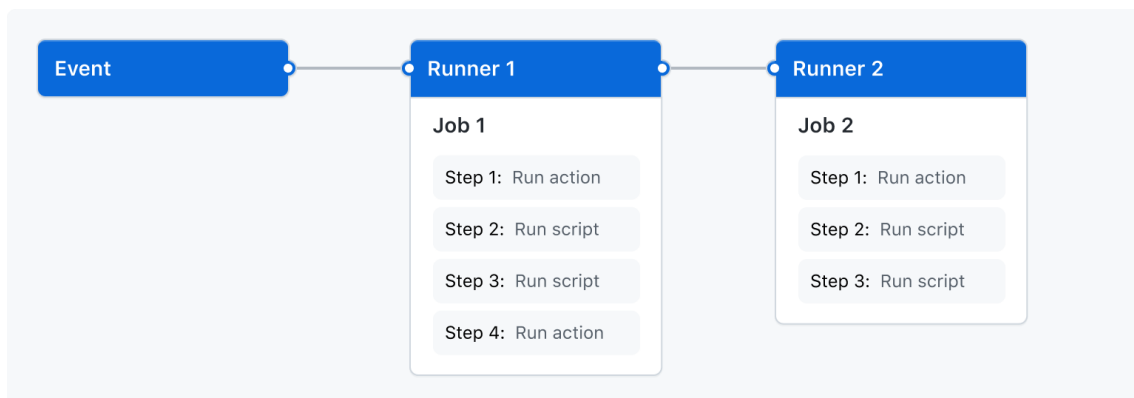 Event
Runner 1
Job 1
Step 1: Run action
Step 2: Run script
Step 3: Run script
Step 4: Run action
Runner 2
Job 2
Step 1: Run action
Step 2: Run script
Step 3: Run script